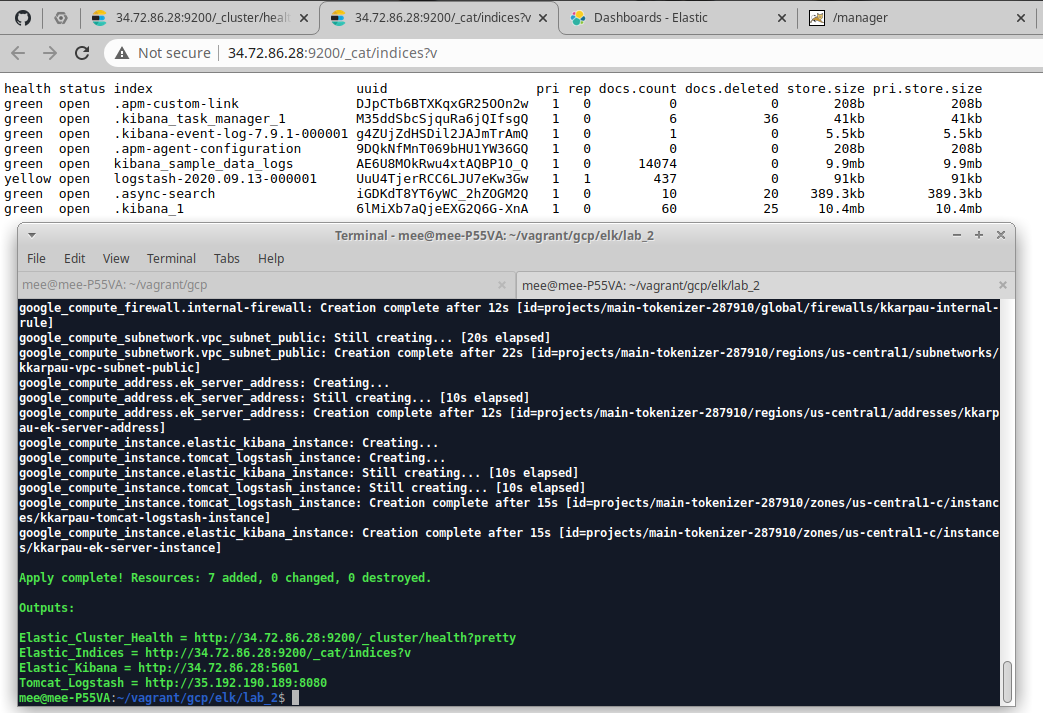 34.72.86.28:9200/_cluster/healt
34.72.86.28:9200/_cat/indices?v
Dashboards - Elastic
/manager
Not secure | 34.72.86.28:9200/_cat/indices?v
health status index uuid pri rep docs.count docs.deleted store.size pri.store.size
green open .apm-custom-link DJpCTb6BTXKqxGR25OOn2w 1 0 0 0 208b 208b
green open .kibana_task_manager_1 M35ddSbcSjquRa6jQIfsgQ 1 0 6 36 41kb 41kb
green open .kibana-event-log-7.9.1-000001 g4ZUjZdHSDil2JAJmTrAmQ 1 0 1 0 5.5kb 5.5kb
green open .apm-agent-configuration 9DQkNfMnT069bHU1YW36GQ 1 0 0 0 208b 208b
green open kibana_sample_data_logs AE6U8MOkRwu4xtAQBP1O_Q 1 0 14074 0 9.9mb 9.9mb
yellow open logstash-2020.09.13-000001 UuU4TjerRCC6LJU7eKw3Gw 1 1 437 0 91kb 91kb
green open .async-search iGDKdT8YT6yWC_2hZOGM2Q 1 0 10 20 389.3kb 389.3kb
green open .kibana_1 6lMiXb7aQjeEXG2Q6G-XnA 1 0 60 25 10.4mb 10.4mb
Terminal - mee@mee-P55VA: ~/vagrant/gcp/elk/lab_2
File Edit View Terminal Tabs Help
mee@mee-P55VA: ~/vagrant/gcp
mee@mee-P55VA: ~/vagrant/gcp/elk/lab_2
google_compute_firewall.internal-firewall: Creation complete after 12s [id=projects/main-tokenizer-287910/global/firewalls/kkarpau-internal-
rule]
google_compute_subnetwork.vpc_subnet_public: Still creating... [20s elapsed]
google_compute_subnetwork.vpc_subnet_public: Creation complete after 22s [id=projects/main-tokenizer-287910/regions/us-central1/subnetworks/
kkarpau-vpc-subnet-public]
google_compute_address.ek_server_address: Creating...
google_compute_address.ek_server_address: Still creating... [10s elapsed]
google_compute_address.ek_server_address: Creation complete after 12s [id=projects/main-tokenizer-287910/regions/us-central1/addresses/kkarp
au-ek-server-address]
google_compute_instance.elastic_kibana_instance: Creating...
google_compute_instance.tomcat_logstash_instance: Creating...
google_compute_instance.elastic_kibana_instance: Still creating... [10s elapsed]
google_compute_instance.tomcat_logstash_instance: Still creating... [10s elapsed]
google_compute_instance.tomcat_logstash_instance: Creation complete after 15s [id=projects/main-tokenizer-287910/zones/us-central1-c/instanc
es/kkarpau-tomcat-logstash-instance]
google_compute_instance.elastic_kibana_instance: Creation complete after 15s [id=projects/main-tokenizer-287910/zones/us-central1-c/instance
s/kkarpau-ek-server-instance]
Apply complete! Resources: 7 added, 0 changed, 0 destroyed.
Outputs:
Elastic_Cluster_Health = http://34.72.86.28:9200/_cluster/health?pretty
Elastic_Indices = http://34.72.86.28:9200/_cat/indices?v
Elastic_Kibana = http://34.72.86.28:5601
Tomcat_Logstash = http://35.192.190.189:8080
mee@mee-P55VA:~/vagrant/gcp/elk/lab_2$